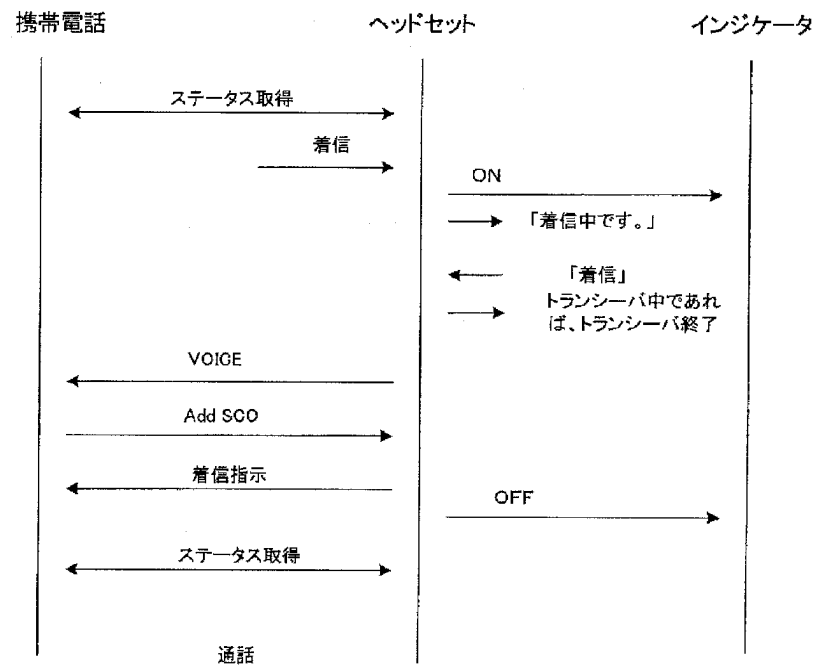 携帯電話
ヘッドセット
インジケータ
ステータス取得
着信
ON
「着信中です。」
「着信」
トランシーバ中であれ
ば、トランシーバ終了
VOICE
Add SCO
着信指示
OFF
ステータス取得
通話